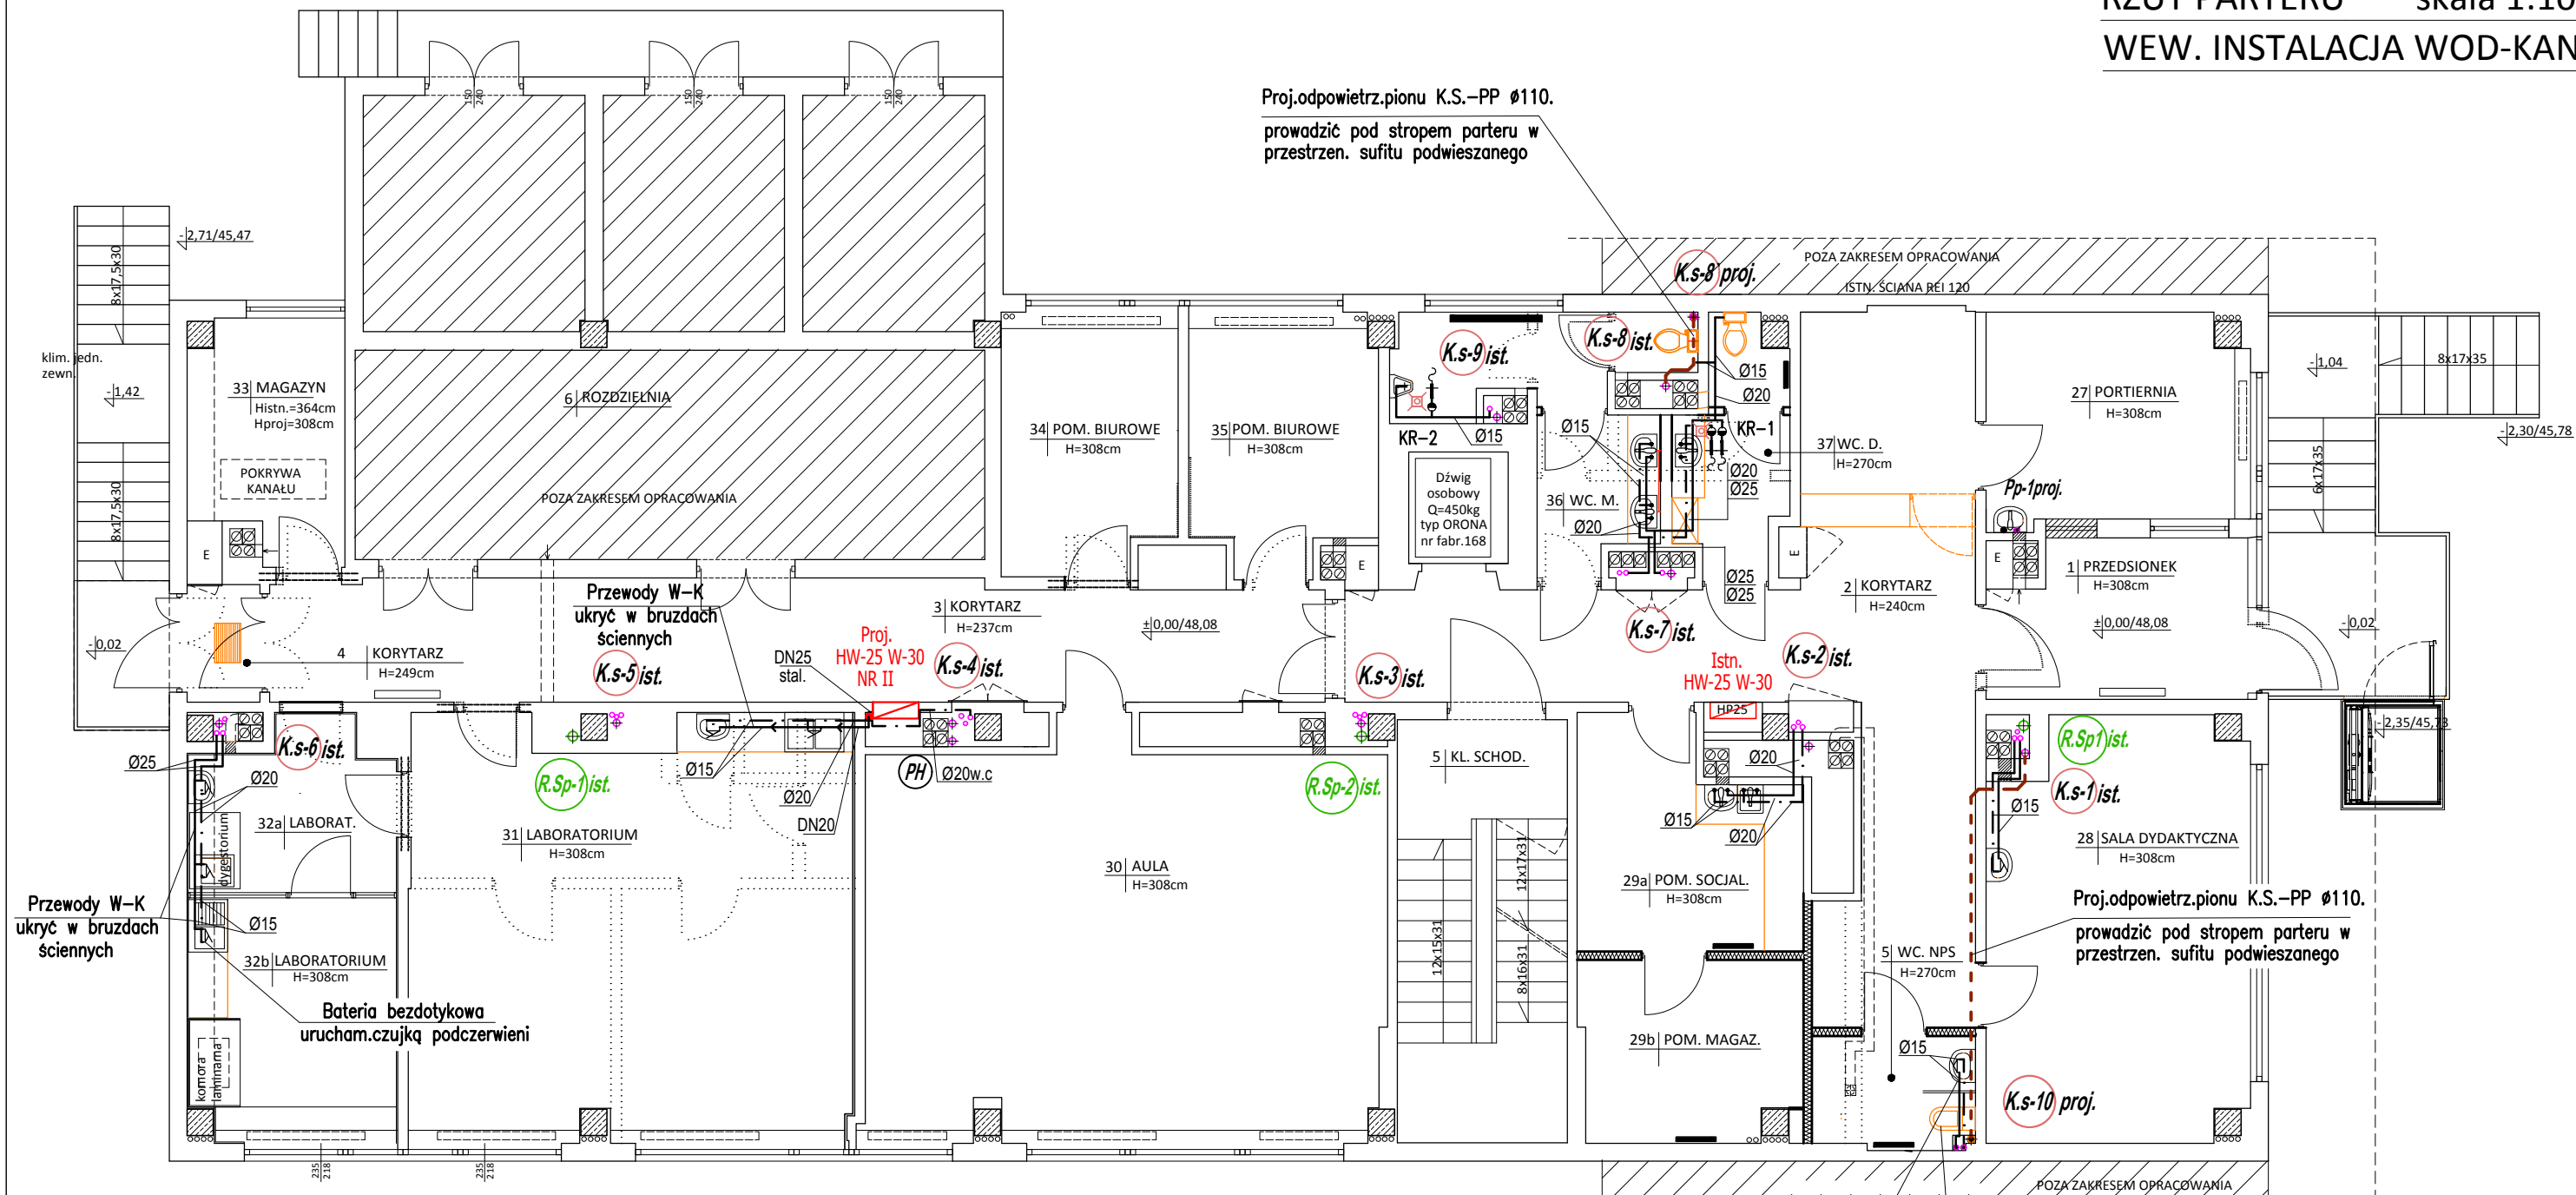 RZUT PARTERU skala 1:10
WEW. INSTALACJA WOD-KAN
Proj.odpowietrz.pionu K.S.-PP ø110.
prowadzić pod stropem parteru w
przestrzen. sufitu podwieszanego
150
240
150
240
150
240
-2,71/45,47
8x17,5x30
klim. jedn.
zewn.
-1,42
8x17,5x30
-0,02
33 MAGAZYN
Histn.=364cm
Hproj=308cm
POKRYWA
KANAŁU
E
6 ROZDZIELNIA
POZA ZAKRESEM OPRACOWANIA
34 POM. BIUROWE
H=308cm
35 POM. BIUROWE
H=308cm
E
K.s-9 ist.
KR-2
Ø15
Dźwig
osobowy
Q=450kg
typ ORONA
nr fabr.168
K.s-8 proj.
K.s-8 ist.
POZA ZAKRESEM OPRACOWANIA
ISTN. ŚCIANA REI 120
Ø15
Ø20
Ø15
KR-1
36 WC. M.
Ø20
Ø20
Ø25
Ø25
Ø25
37 WC. D.
H=270cm
E
27 PORTIERNIA
H=308cm
Pp-1proj.
E
1 PRZEDSIONEK
H=308cm
±0,00/48,08
-1,04
8x17x35
-2,30/45,78
6x17x35
-0,02
-2,35/45,73
2 KORYTARZ
H=240cm
4 KORYTARZ
H=249cm
Przewody W-K
ukryć w bruzdach
ściennych
3 KORYTARZ
H=237cm
±0,00/48,08
K.s-5 ist.
DN25
stal.
Proj.
HW-25 W-30
NR II
K.s-4 ist.
K.s-3 ist.
K.s-7 ist.
Istn.
HW-25 W-30
HP25
K.s-2 ist.
K.s-6 ist.
Ø25
Ø20
32a LABORAT.
dygestorium
Przewody W-K
ukryć w bruzdach
ściennych
Ø15
32b LABORATORIUM
H=308cm
Bateria bezdotykowa
urucham.czujką podczerwieni
komora
laminarna
R.Sp-1 ist.
31 LABORATORIUM
H=308cm
Ø15
Ø20
DN20
PH
Ø20w.c
R.Sp-2 ist.
30 AULA
H=308cm
5 KL. SCHOD.
12x15x31
12x17x31
8x16x31
Ø15
Ø20
Ø20
29a POM. SOCJAL.
H=308cm
29b POM. MAGAZ.
5 WC. NPS
H=270cm
Ø15
R.Sp1 ist.
K.s-1 ist.
Ø15
28 SALA DYDAKTYCZNA
H=308cm
Proj.odpowietrz.pionu K.S.-PP ø110.
prowadzić pod stropem parteru w
przestrzen. sufitu podwieszanego
K.s-10 proj.
235
218
235
218
POZA ZAKRESEM OPRACOWANIA